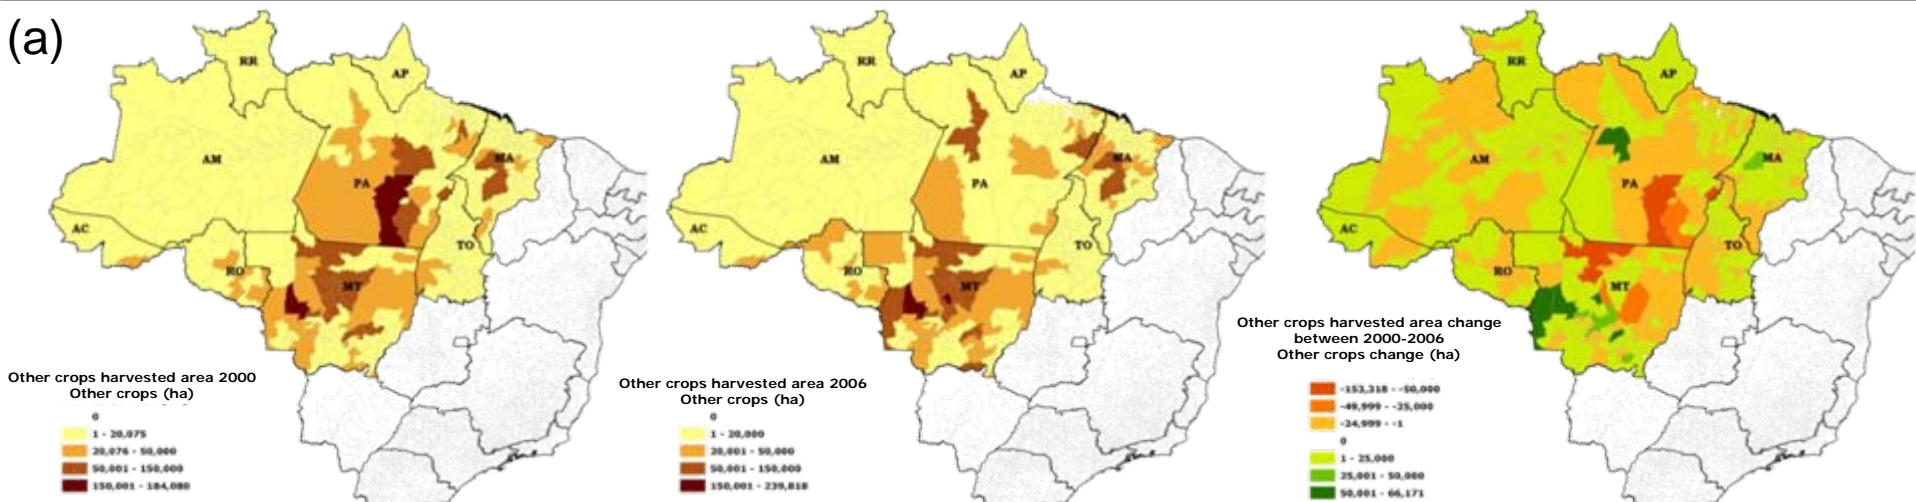 (a)
RR
AP
AM
PA
MA
AC
TO
RO
MT
Other crops harvested area 2000
Other crops (ha)
0
1 - 20,075
20,076 - 50,000
50,001 - 150,000
150,001 - 184,080
RR
AP
AM
PA
MA
AC
TO
RO
MT
Other crops harvested area 2006
Other crops (ha)
0
1 - 20,000
20,001 - 50,000
50,001 - 150,000
150,001 - 239,818
RR
AP
AM
PA
MA
AC
TO
RO
MT
Other crops harvested area change
between 2000-2006
Other crops change (ha)
-153,318 - -50,000
-49,999 - -25,000
-24,999 - -1
0
1 - 25,000
25,001 - 50,000
50,001 - 66,171